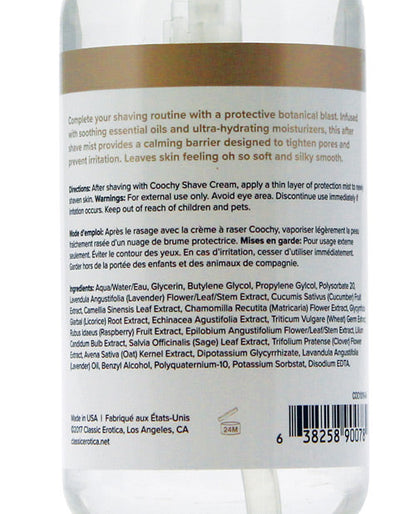 Complete your shaving routine with a protective botanical blast. Infused
with soothing essential oils and ultra-hydrating moisturizers, this after
shave mist provides a calming barrier designed to tighten pores and
prevent irritation. Leaves skin feeling oh so soft and silky smooth.
Directions: After shaving with Coochy Shave Cream, apply a thin layer of protection mist to
shaven skin. Warnings: For external use only. Avoid eye area. Discontinue use immediately if
irritation occurs. Keep out of reach of children and pets.
Mode d'emploi: Après le rasage avec la crème à raser Coochy, vaporiser légèrement la peau
fraîchement rasée d'un nuage de brume protectrice. Mises en garde: Pour usage externe
seulement. Éviter le contour des yeux. En cas d'irritation, cesser d'utiliser immédiatement.
Garder hors de la portée des enfants et des animaux de compagnie.
Ingredients: Aqua/Water/Eau, Glycerin, Butylene Glycol, Propylene Gylcol, Polysorbate 20,
Lavendula Angustifolia (Lavender) Flower/Leaf/Stem Extract, Cucumis Sativus (Cucumber) Fruit
Extract, Camellia Sinensis Leaf Extract, Chamomilla Recutita (Matricaria) Flower Extract,
Glarbal (Licorice) Root Extract, Echinacea Agustifolia Extract, Triticum Vulgare (Wheat) Germ Extract,
Rubus Ideaus (Raspberry) Fruit Extract, Epilobium Angustifolium Flower/Leaf/Stem Extract,
Candidum Bulb Extract, Salvia Officinalis (Sage) Leaf Extract, Trifolium Pratense (Clover)
Extract, Avena Sativa (Oat) Kernel Extract, Dipotassium Glycyrrhizate, Lavandula Angustifolia
(Lavender) Oil, Benzyl Alcohol, Polyquaternium-10, Potassium Sorbate, Disodium EDTA.
Made in USA | Fabriqué aux États-Unis
©2017 Classic Erotica, Los Angeles, CA
classicerotica.net
24M
6 38258 90078